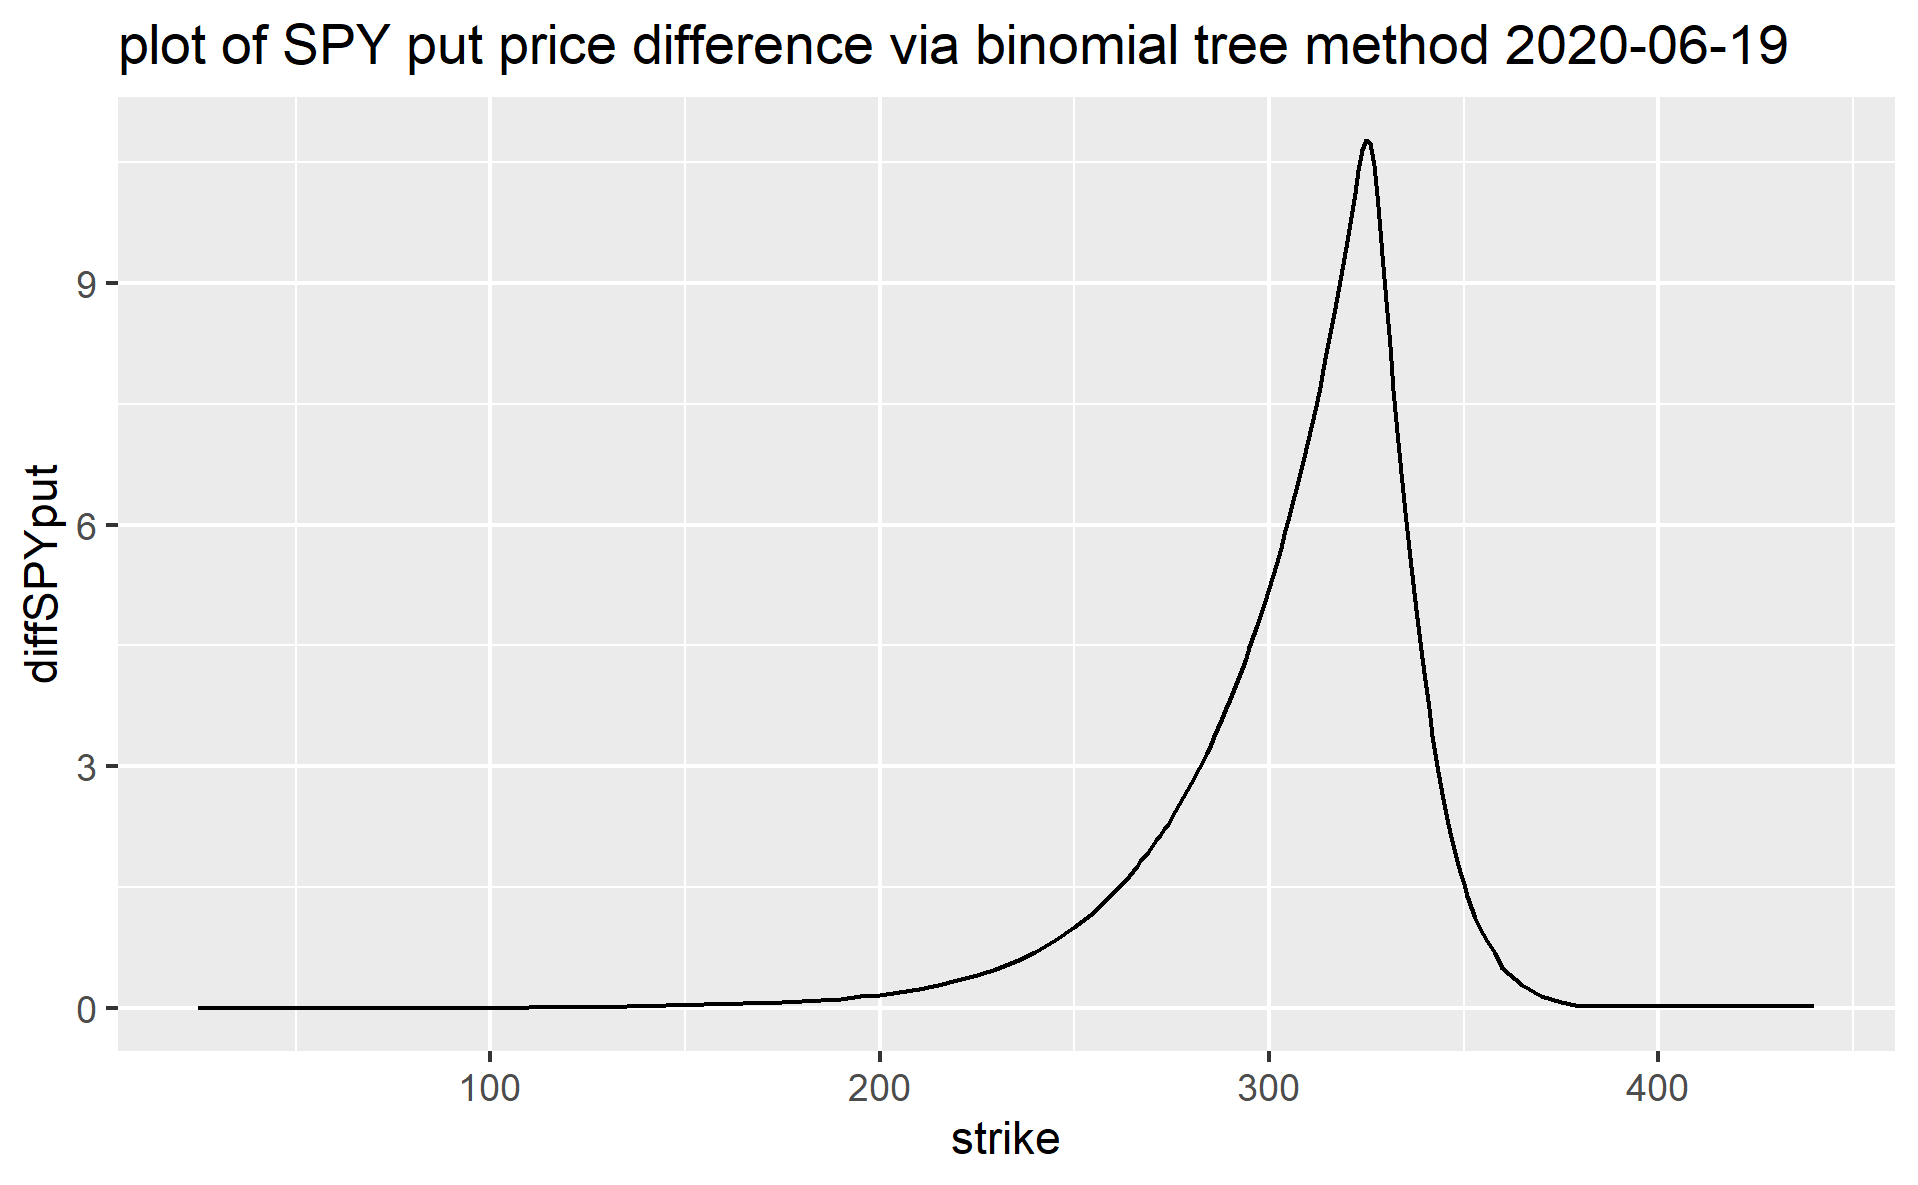 plot of SPY put price difference via binomial tree method 2020-06-19
diffSPYput
9
6
3
0
100 200 300 400
strike